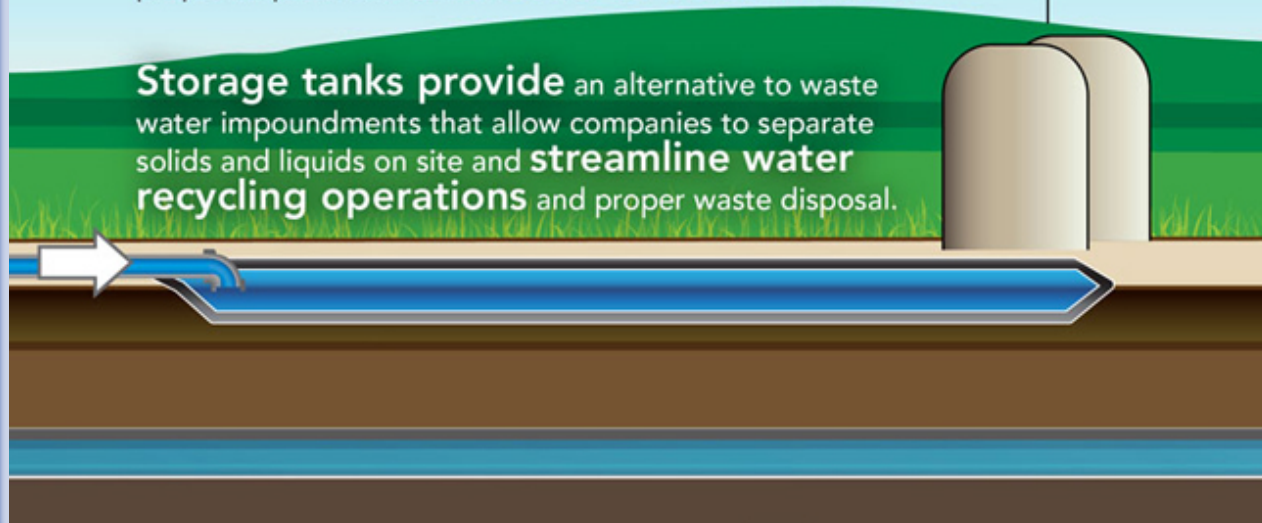 Storage tanks provide an alternative to waste
water impoundments that allow companies to separate
solids and liquids on site and streamline water
recycling operations and proper waste disposal.